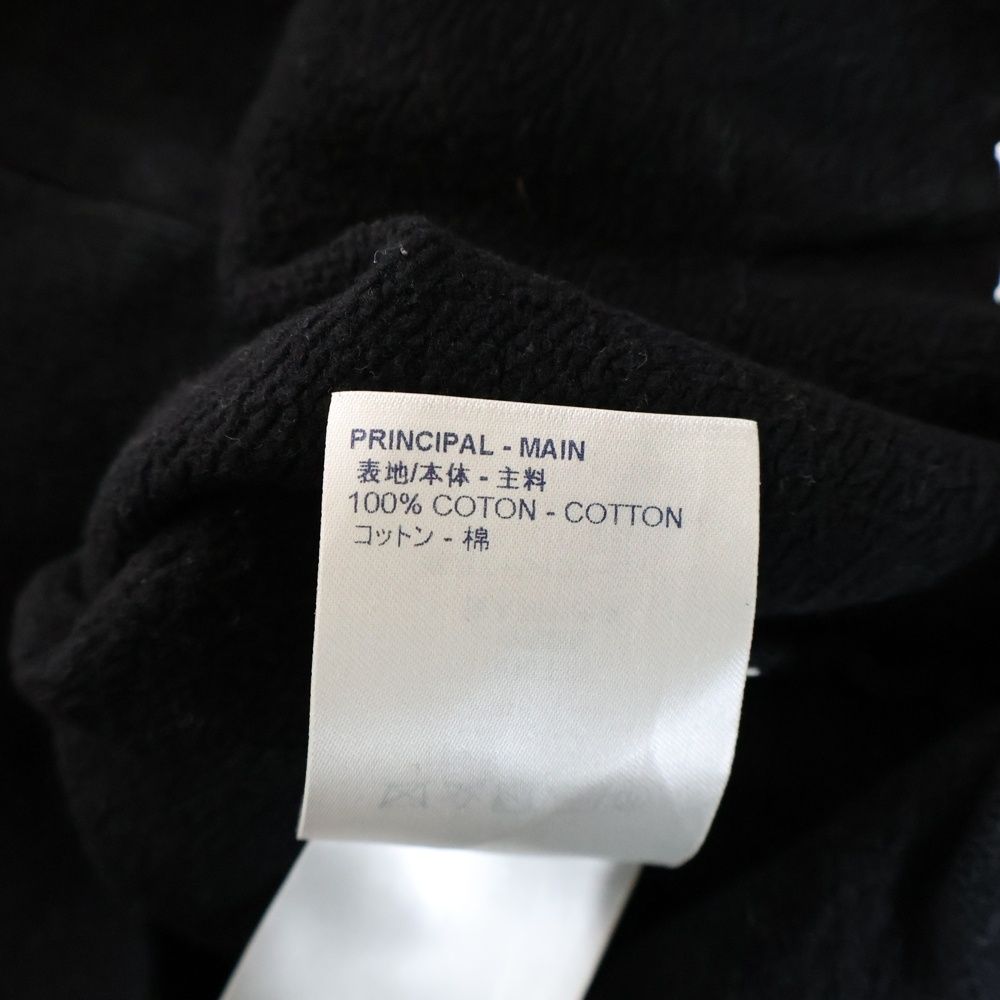 PRINCIPAL - MAIN
表地/本体 - 主料
100% COTON - COTTON
コットン - 棉